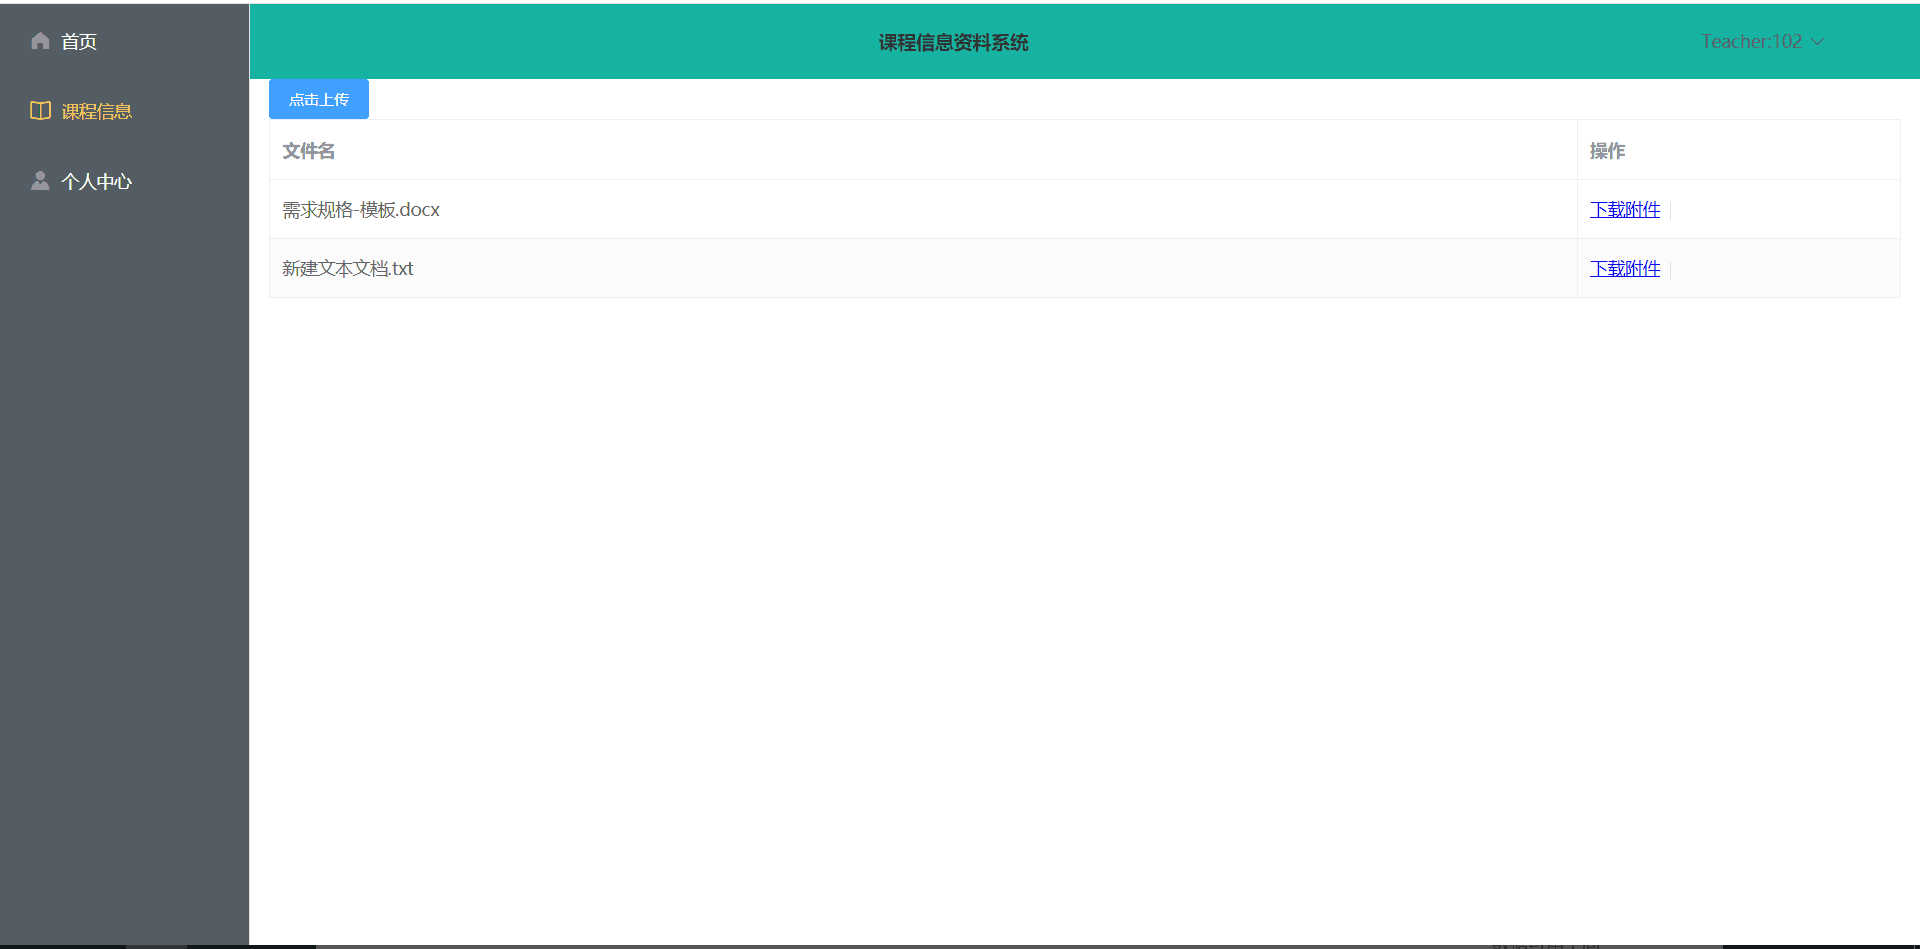 首页
课程信息
个人中心
课程信息资料系统
Teacher:102
点击上传
文件名 操作
需求规格-模板.docx 下载附件
新建文本文档.txt 下载附件